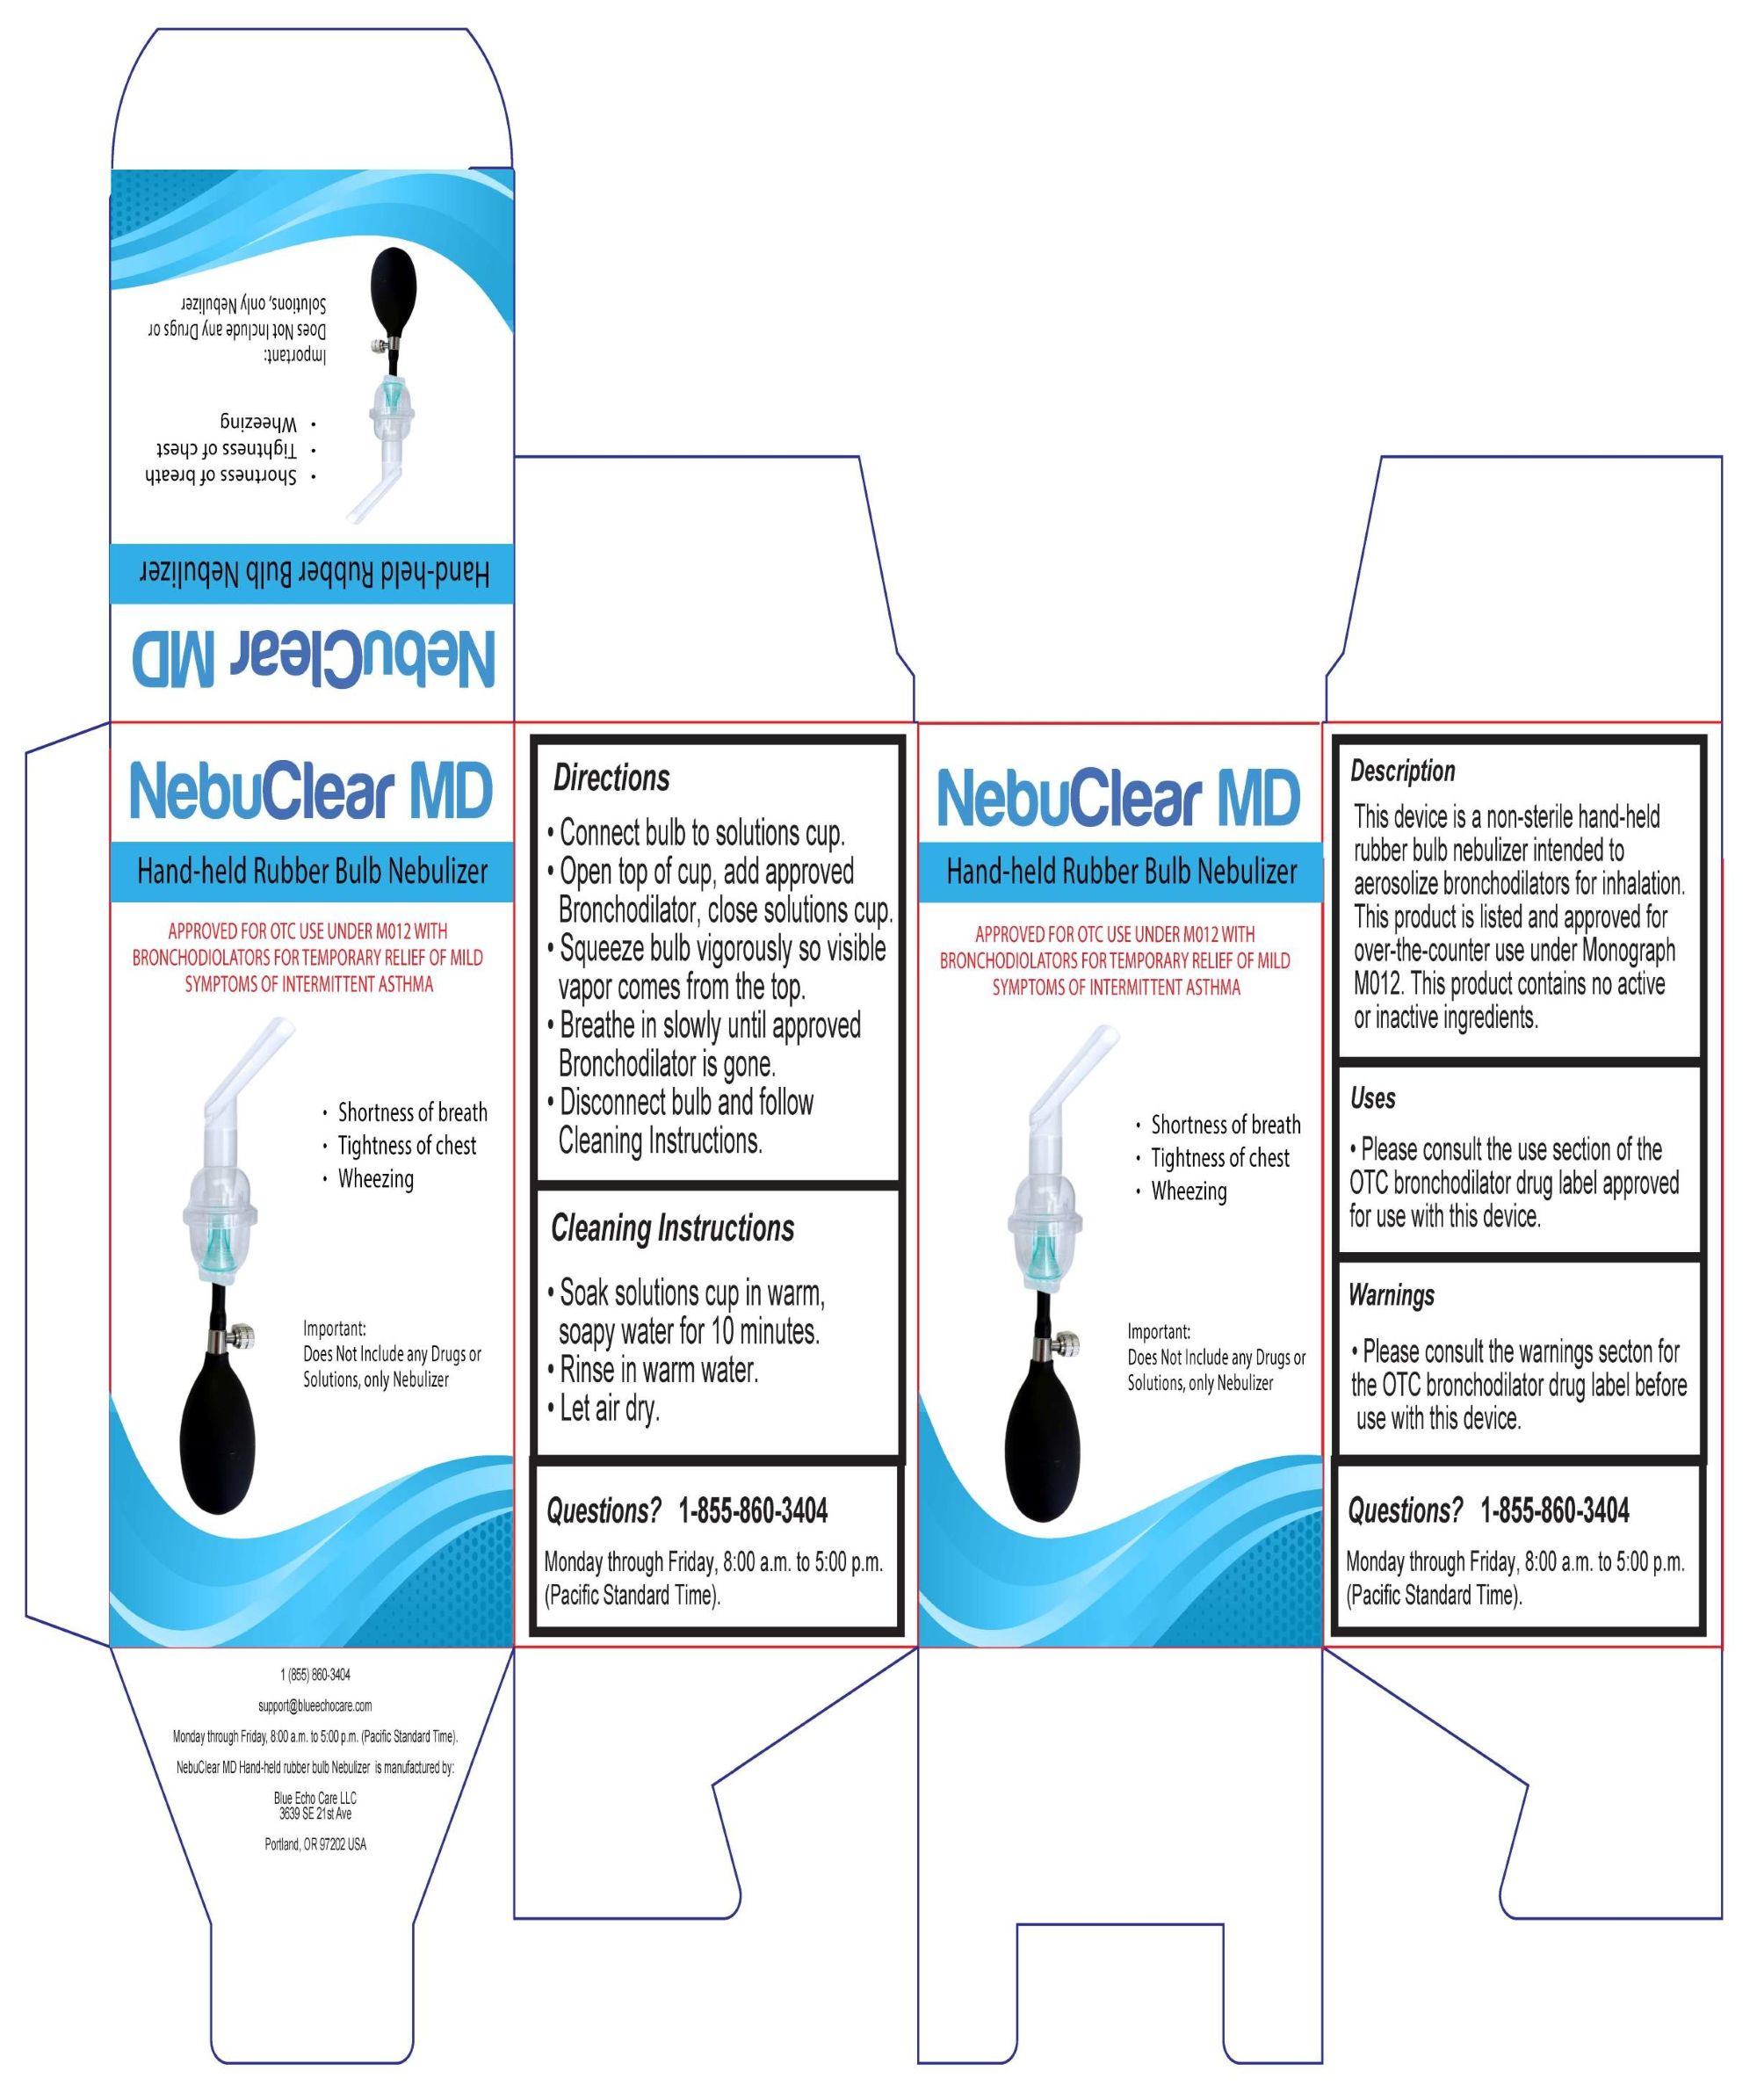 Solutions, only Nebulizer
Does Not Include any Drugs or
Important:
• Wheezing
• Tightness of chest
• Shortness of breath
Hand-held Rubber Bulb Nebulizer
NebuClear MD
NebuClear MD
Hand-held Rubber Bulb Nebulizer
APPROVED FOR OTC USE UNDER M012 WITH
BRONCHODIOLATORS FOR TEMPORARY RELIEF OF MILD
SYMPTOMS OF INTERMITTENT ASTHMA
• Shortness of breath
• Tightness of chest
• Wheezing
Important:
Does Not Include any Drugs or
Solutions, only Nebulizer
1 (855) 860-3404
support@blueechocare.com
Monday through Friday, 8:00 a.m. to 5:00 p.m. (Pacific Standard Time).
NebuClear MD Hand-held rubber bulb Nebulizer is manufactured by:
Blue Echo Care LLC
3639 SE 21st Ave
Portland, OR 97202 USA
Directions
• Connect bulb to solutions cup.
• Open top of cup, add approved
Bronchodilator, close solutions cup.
• Squeeze bulb vigorously so visible
vapor comes from the top.
• Breathe in slowly until approved
Bronchodilator is gone.
• Disconnect bulb and follow
Cleaning Instructions.
Cleaning Instructions
• Soak solutions cup in warm,
soapy water for 10 minutes.
• Rinse in warm water.
• Let air dry.
Questions? 1-855-860-3404
Monday through Friday, 8:00 a.m. to 5:00 p.m.
(Pacific Standard Time).
NebuClear MD
Hand-held Rubber Bulb Nebulizer
APPROVED FOR OTC USE UNDER M012 WITH
BRONCHODIOLATORS FOR TEMPORARY RELIEF OF MILD
SYMPTOMS OF INTERMITTENT ASTHMA
• Shortness of breath
• Tightness of chest
• Wheezing
Important:
Does Not Include any Drugs or
Solutions, only Nebulizer
Description
This device is a non-sterile hand-held
rubber bulb nebulizer intended to
aerosolize bronchodilators for inhalation.
This product is listed and approved for
over-the-counter use under Monograph
M012. This product contains no active
or inactive ingredients.
Uses
• Please consult the use section of the
OTC bronchodilator drug label approved
for use with this device.
Warnings
• Please consult the warnings secton for
the OTC bronchodilator drug label before
use with this device.
Questions? 1-855-860-3404
Monday through Friday, 8:00 a.m. to 5:00 p.m.
(Pacific Standard Time).